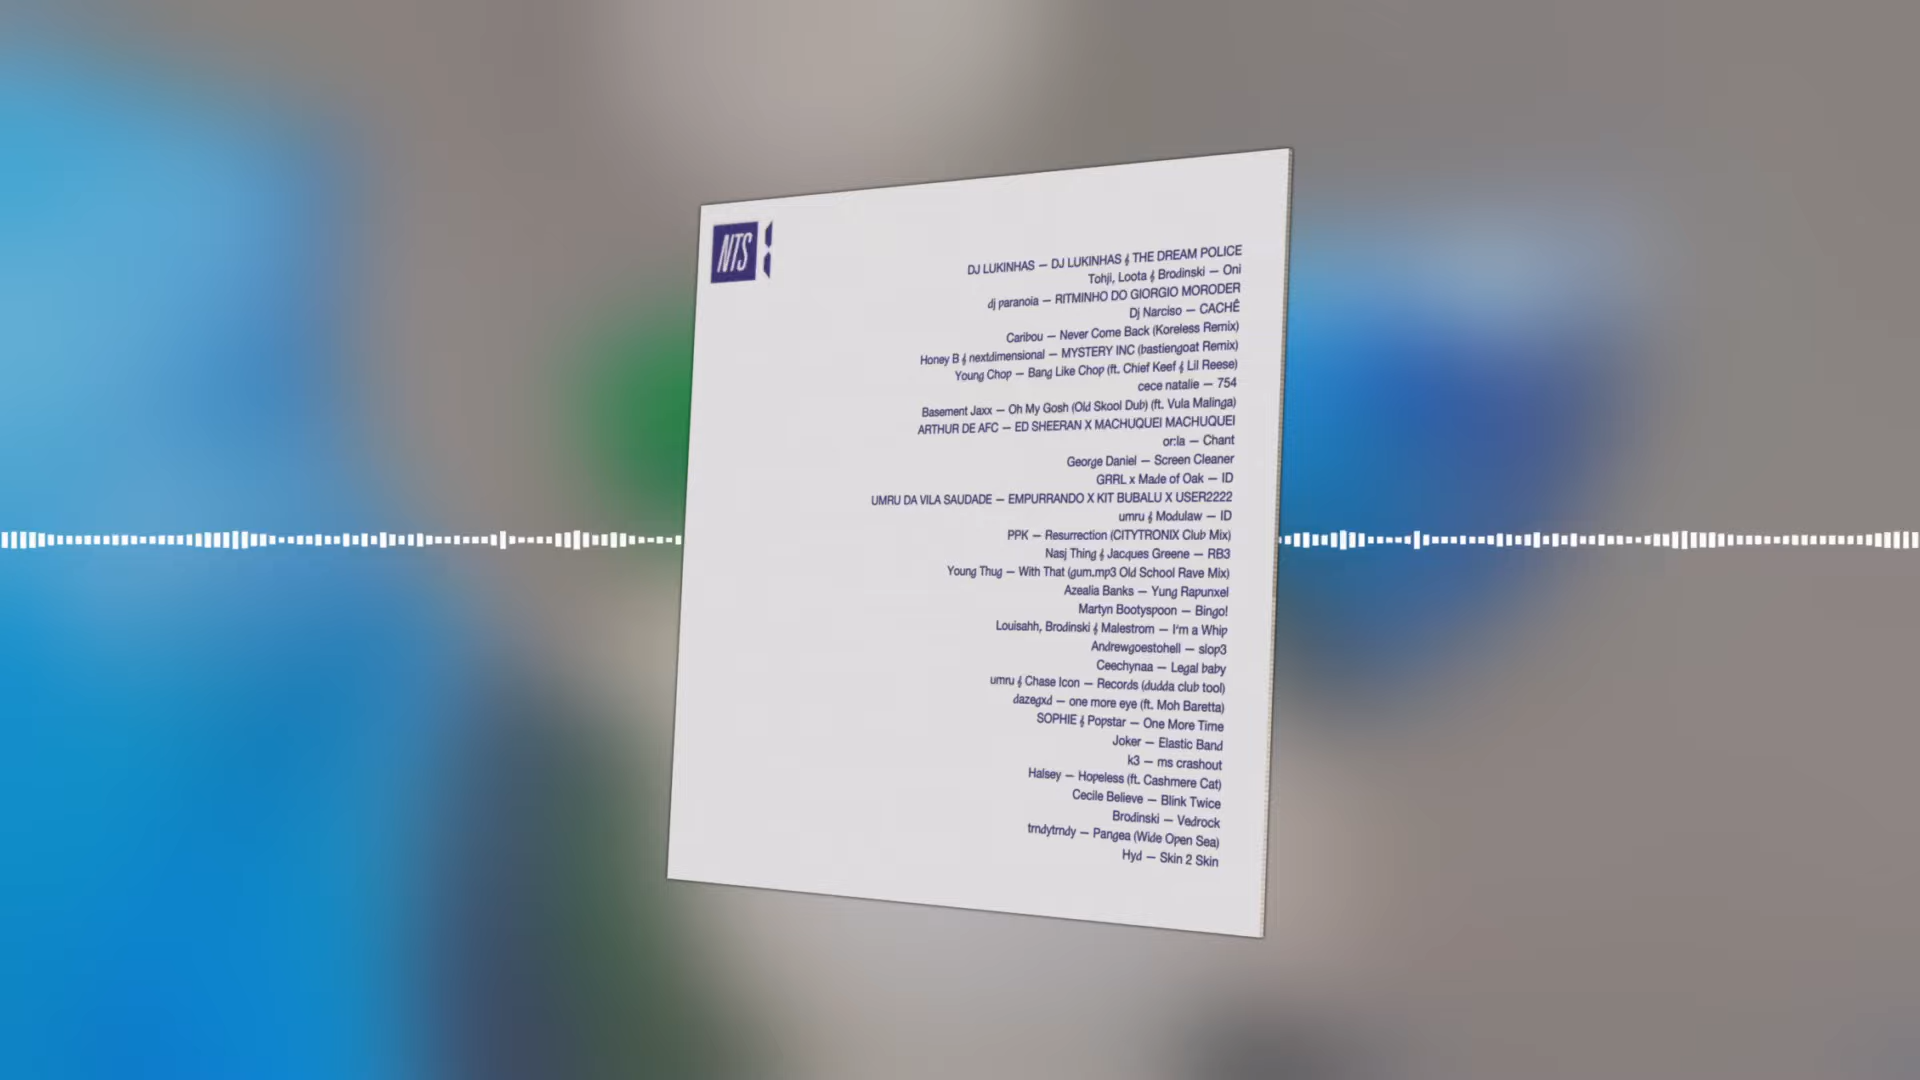 NTS
DJ LUKINHAS — DJ LUKINHAS & THE DREAM POLICE
Tohji, Loota & Brodinski — Oni
dj paranoia — RITMINHO DO GIORGIO MORODER
Dj Narciso — CACHÊ
Caribou — Never Come Back (Koreless Remix)
Honey B & nextdimensional — MYSTERY INC (bastiengoat Remix)
Young Chop — Bang Like Chop (ft. Chief Keef & Lil Reese)
cece natalie — 754
Basement Jaxx — Oh My Gosh (Old Skool Dub) (ft. Vula Malinga)
ARTHUR DE AFC — ED SHEERAN X MACHUQUEI MACHUQUEI
or:la — Chant
George Daniel — Screen Cleaner
GRRL x Made of Oak — ID
UMRU DA VILA SAUDADE — EMPURRANDO X KIT BUBALU X USER2222
umru & Modulaw — ID
PPK — Resurrection (CITYTRONIX Club Mix)
Nasj Thing & Jacques Greene — RB3
Young Thug — With That (gum.mp3 Old School Rave Mix)
Azealia Banks — Yung Rapunxel
Martyn Bootyspoon — Bingo!
Louisahh, Brodinski & Malestrom — I'm a Whip
Andrewgoestohell — slop3
Ceechynaa — Legal baby
umru & Chase Icon — Records (dudda club tool)
dazegxd — one more eye (ft. Moh Baretta)
SOPHIE & Popstar — One More Time
Joker — Elastic Band
k3 — ms crashout
Halsey — Hopeless (ft. Cashmere Cat)
Cecile Believe — Blink Twice
Brodinski — Vedrock
trndytrndy — Pangea (Wide Open Sea)
Hyd — Skin 2 Skin